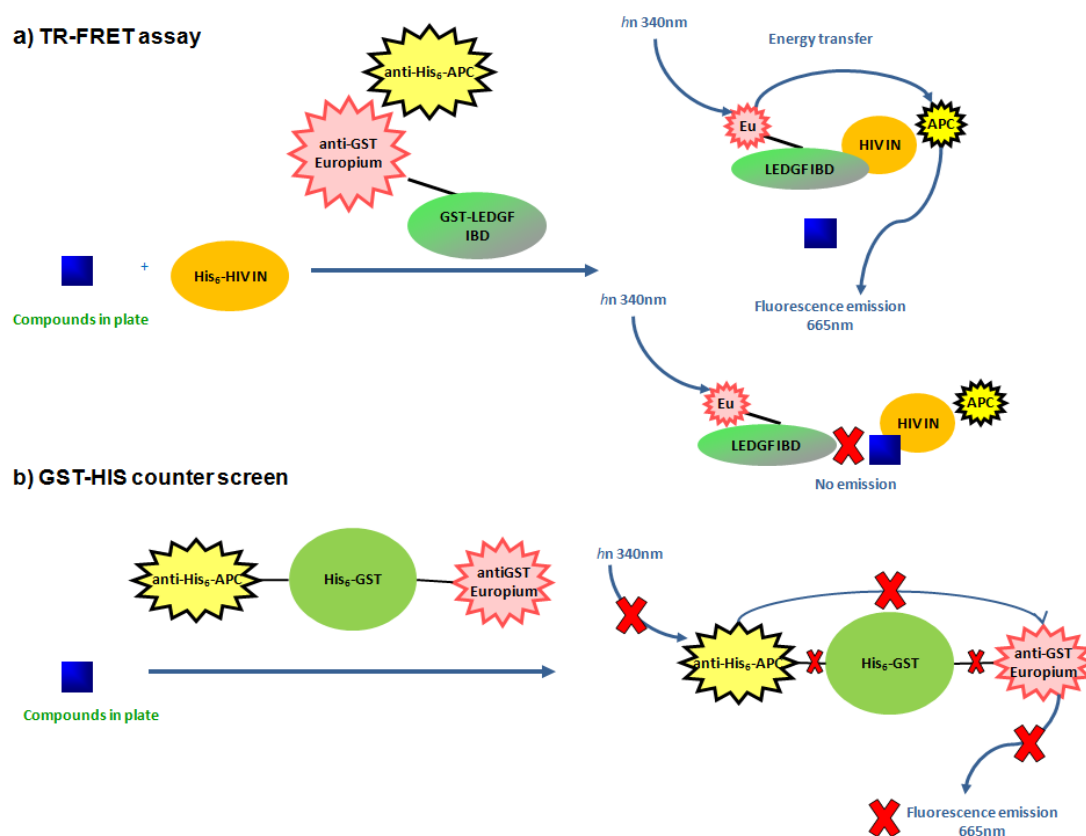 a) TR-FRET assay
anti-His₆-APC
anti-GST
Europium
GST-LEDGF
IBD
+
His₆-HIV IN
Compounds in plate
hn 340nm
Energy transfer
Eu
APC
HIV IN
LEDGF IBD
Fluorescence emission
665nm
hn 340nm
Eu
APC
HIV IN
LEDGF IBD
No emission
b) GST-HIS counter screen
anti-His₆-APC
His₆-GST
antiGST
Europium
Compounds in plate
hn 340nm
anti-His₆-APC
His₆-GST
anti-GST
Europium
Fluorescence emission
665nm